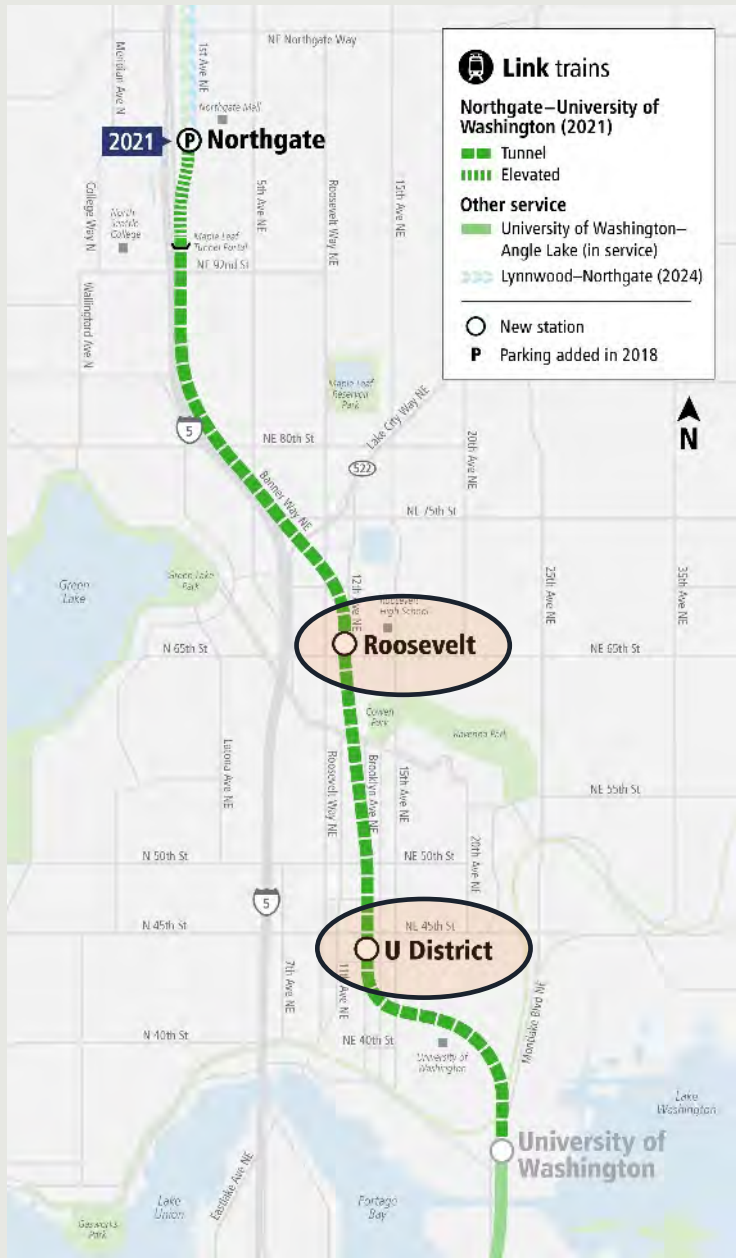 NE Northgate Way
Meridian Ave N
1st Ave NE
Northgate Mall
2021
P
Northgate
College Way N
North
Seattle
College
5th Ave NE
Roosevelt Way NE
15th Ave NE
Maple Leaf
Tunnel Portal
NE 92nd St
Wallingford Ave N
Maple Leaf
Reservoir
Park
Lake City Way NE
5
NE 80th St
522
20th Ave NE
Banner Way NE
NE 75th St
Green
Lake
Green Lake
Park
12th Ave NE
Roosevelt
High School
25th Ave NE
35th Ave NE
N 65th St
Roosevelt
NE 65th St
Cowen
Park
Ravenna Park
Latona Ave NE
Roosevelt Way NE
Brooklyn Ave NE
15th Ave NE
20th Ave NE
NE 55th St
N 50th St
NE 50th St
5
N 45th St
NE 45th St
U District
7th Ave NE
11th Ave NE
Montlake Blvd NE
N 40th St
NE 40th St
University of
Washington
Lake
Washington
University of
Washington
Eastlake Ave NE
Lake
Union
Portage
Bay
Gasworks
Park
Link trains
Northgate–University of
Washington (2021)
Tunnel
Elevated
Other service
University of Washington–
Angle Lake (in service)
Lynnwood–Northgate (2024)
New station
P Parking added in 2018
N